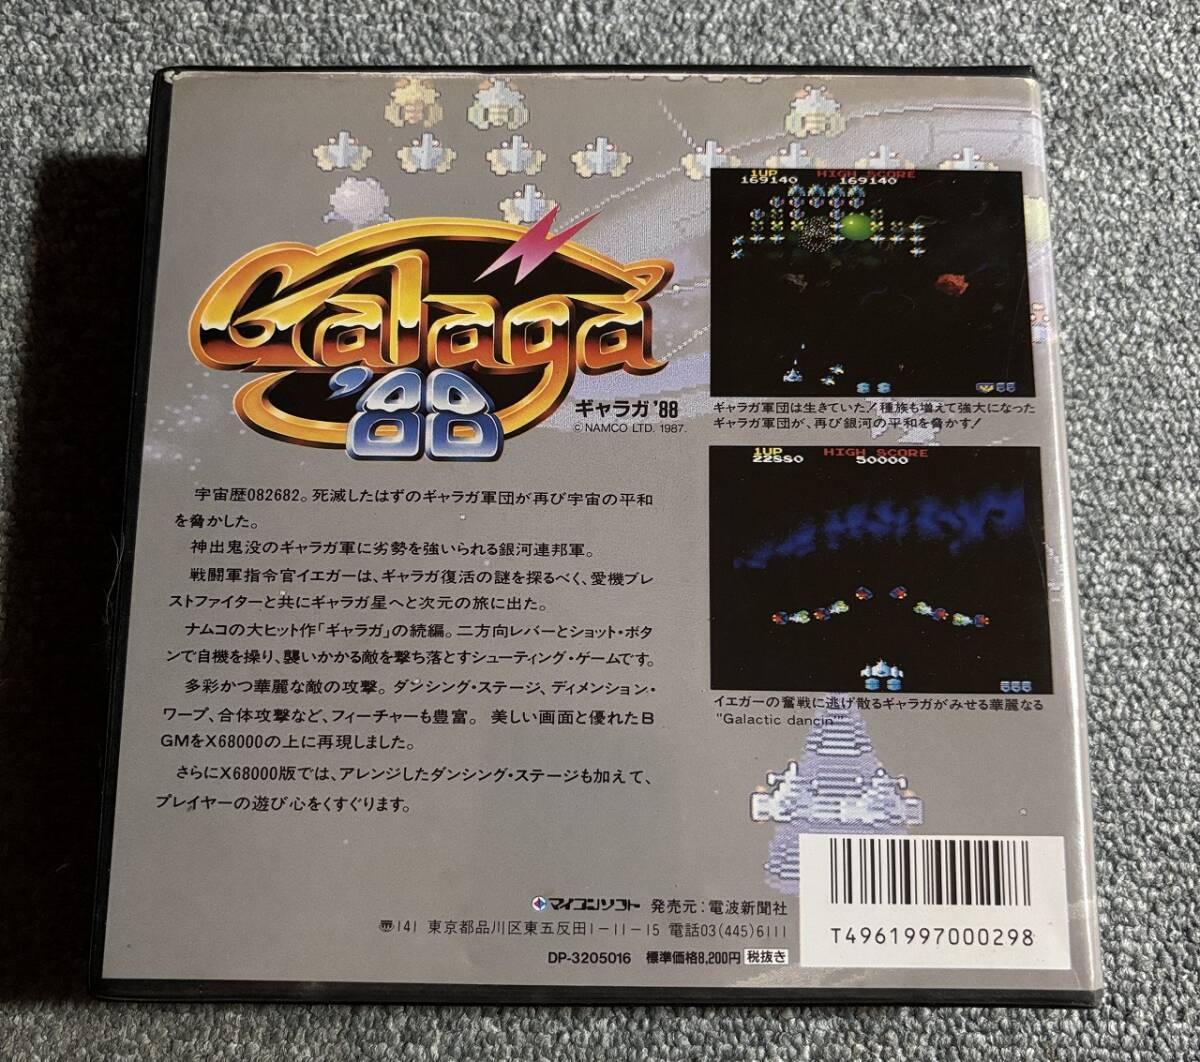 Galaga
'88
ギャラガ'88
©NAMCO LTD. 1987.
宇宙歴082682。死滅したはずのギャラガ軍団が再び宇宙の平和
を脅かした。
神出鬼没のギャラガ軍に劣勢を強いられる銀河連邦軍。
戦闘軍指令官イエガーは、ギャラガ復活の謎を探るべく、愛機ブレ
ストファイターと共にギャラガ星へと次元の旅に出た。
ナムコの大ヒット作「ギャラガ」の続編。二方向レバーとショット・ボタ
ンで自機を操り、襲いかかる敵を撃ち落とすシューティング・ゲームです。
多彩かつ華麗な敵の攻撃。ダンシング・ステージ、ディメンション・
ワープ、合体攻撃など、フィーチャーも豊富。美しい画面と優れたB
GMをX68000の上に再現しました。
さらにX68000版では、アレンジしたダンシング・ステージも加えて、
プレイヤーの遊び心をくすぐります。
1UP HIGH SCORE
169140 169140
ギャラガ軍団は生きていた!種族も増えて強大になった
ギャラガ軍団が、再び銀河の平和を脅かす!
1UP HIGH SCORE
22880 50000
イエガーの奮戦に逃げ散るギャラガがみせる華麗なる
"Galactic dancin'"
マイコンソフト 発売元:電波新聞社
〠141 東京都品川区東五反田1-11-15 電話03(445)6111
DP-3205016 標準価格8,200円 税抜き
T4961997000298